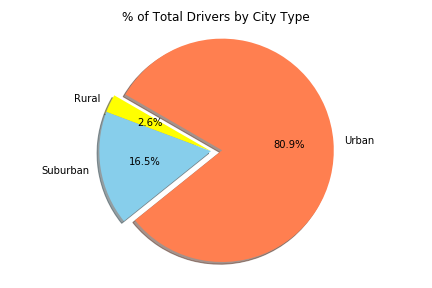 % of Total Drivers by City Type
Rural
2.6%
80.9%
Urban
16.5%
Suburban